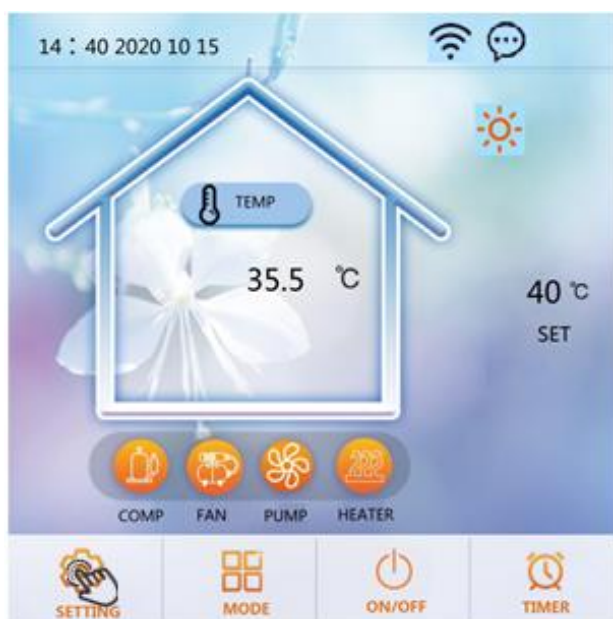 14：40 2020 10 15
TEMP
35.5 ℃
40 ℃
SET
COMP FAN PUMP HEATER
SETTING MODE ON/OFF TIMER